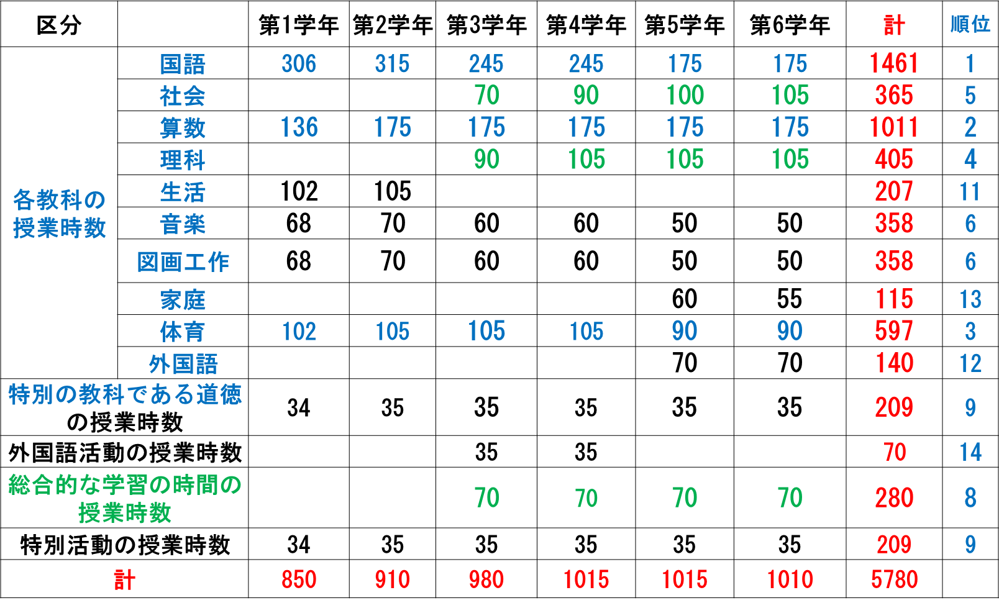 区分 第1学年 第2学年 第3学年 第4学年 第5学年 第6学年 計 順位
各教科の
授業時数
国語 306 315 245 245 175 175 1461 1
社会 70 90 100 105 365 5
算数 136 175 175 175 175 175 1011 2
理科 90 105 105 105 405 4
生活 102 105 207 11
音楽 68 70 60 60 50 50 358 6
図画工作 68 70 60 60 50 50 358 6
家庭 60 55 115 13
体育 102 105 105 105 90 90 597 3
外国語 70 70 140 12
特別の教科である道徳
の授業時数 34 35 35 35 35 35 209 9
外国語活動の授業時数 35 35 70 14
総合的な学習の時間の
授業時数 70 70 70 70 280 8
特別活動の授業時数 34 35 35 35 35 35 209 9
計 850 910 980 1015 1015 1010 5780